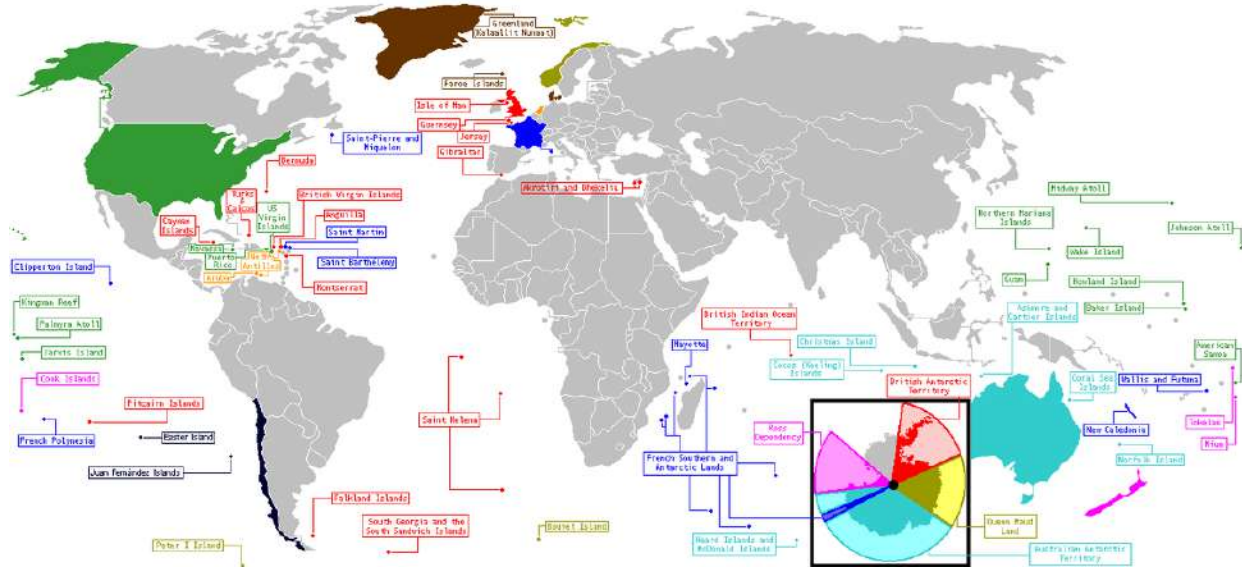 Greenland
(Kalaallit Nunaat)
Faroe Islands
Isle of Man
Guernsey
Jersey
Gibraltar
Saint-Pierre and
Miquelon
Bermuda
Akrotiri and Dhekelia
British Virgin Islands
Turks
&
Caicos
US
Virgin
Islands
Anguilla
Cayman
Islands
Saint Martin
Navassa
Puerto
Rico
Neth.
Antilles
Saint Barthelemy
Aruba
Montserrat
Midway Atoll
Northern Mariana
Islands
Johnson Atoll
Wake Island
Guam
Howland Island
Baker Island
Clipperton Island
Kingman Reef
Palmyra Atoll
Jarvis Island
Cook Islands
Pitcairn Islands
French Polynesia
Easter Island
Juan Fernández Islands
British Indian Ocean
Territory
Ashmore and
Cartier Islands
Mayotte
Christmas Island
Cocos (Keeling)
Islands
American
Samoa
Coral Sea
Islands
Wallis and Futuna
British Antarctic
Territory
Ross
Dependency
Saint Helena
Tokelau
New Caledonia
Niue
French Southern and
Antarctic Lands
Norfolk Island
Falkland Islands
South Georgia and the
South Sandwich Islands
Bouvet Island
Queen Maud
Land
Peter I Island
Heard Islands and
McDonald Islands
Australian Antarctic
Territory